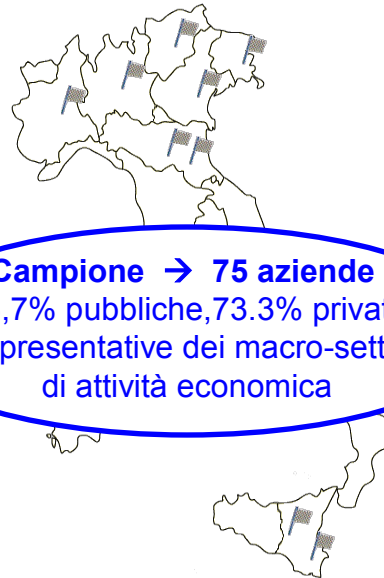 Campione → 75 aziende
,7% pubbliche,73.3% privat
presentative dei macro-sett
di attività economica